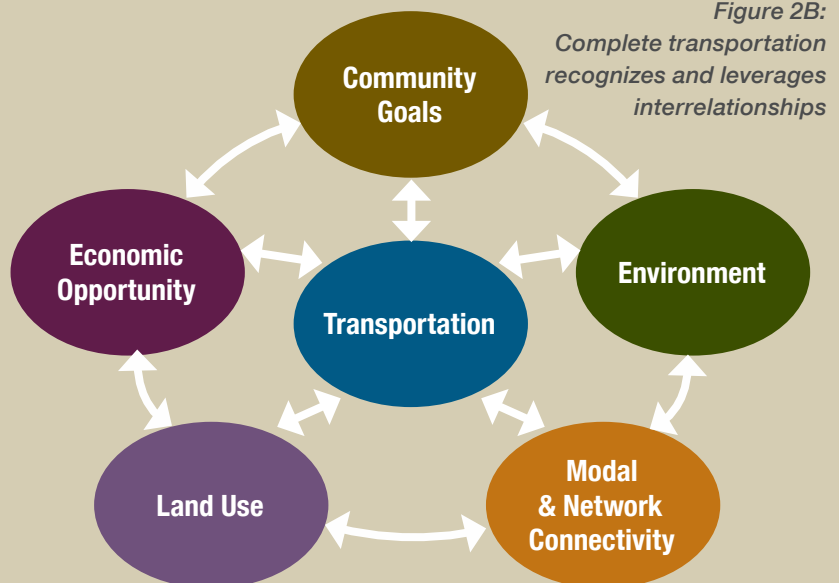 Figure 2B:
Complete transportation
recognizes and leverages
interrelationships
Community
Goals
Economic
Opportunity
Transportation
Environment
Land Use
Modal
& Network
Connectivity